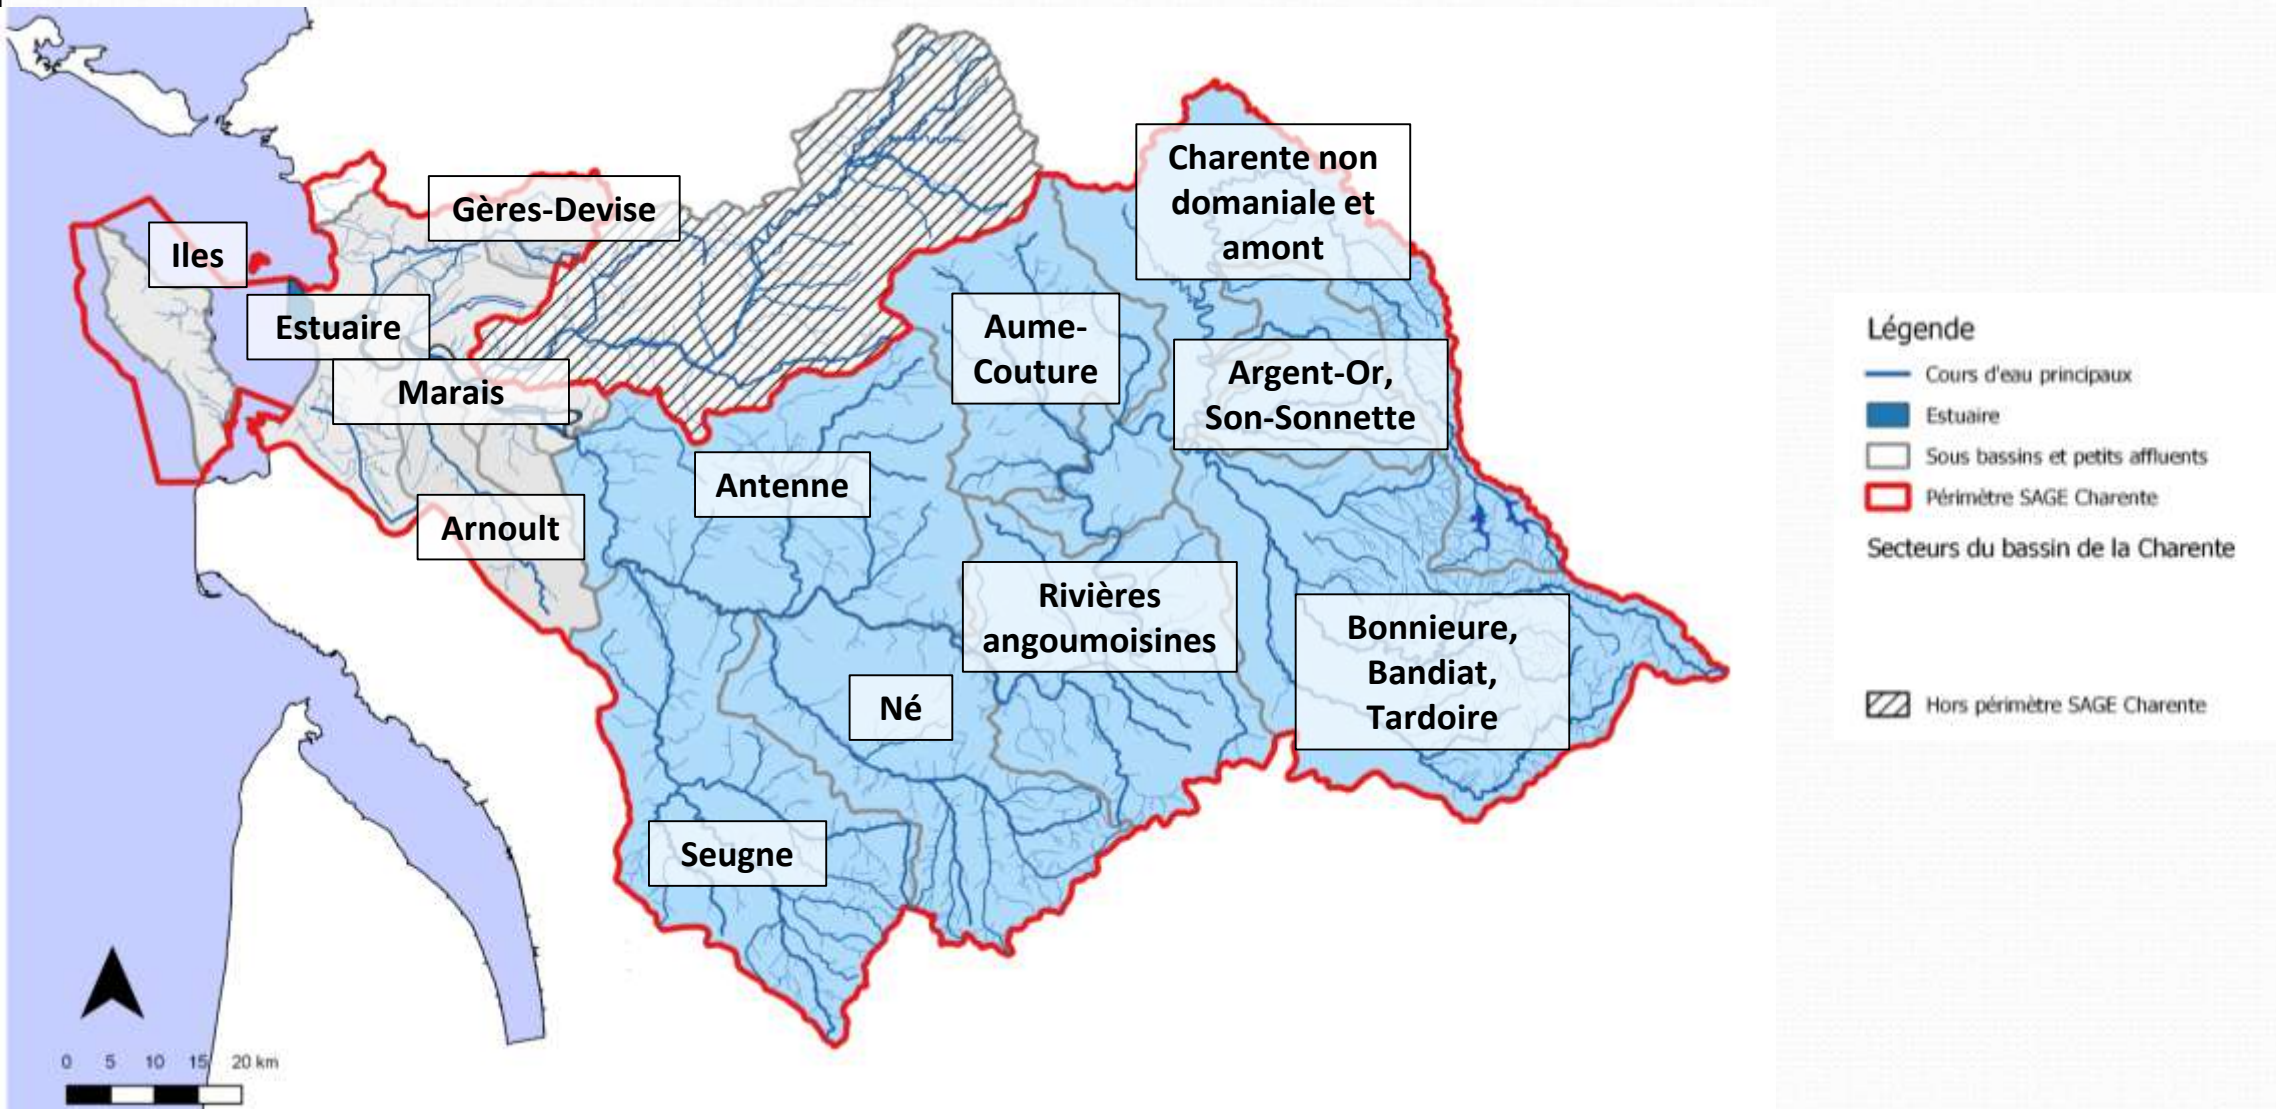 Charente non
domaniale et
amont
Gères-Devise
Iles
Estuaire
Marais
Aume-
Couture
Argent-Or,
Son-Sonnette
Antenne
Arnoult
Rivières
angoumoisines
Bonnieure,
Bandiat,
Tardoire
Né
Seugne
0 5 10 15 20 km
Légende
Cours d'eau principaux
Estuaire
Sous bassins et petits affluents
Périmètre SAGE Charente
Secteurs du bassin de la Charente
Hors périmètre SAGE Charente